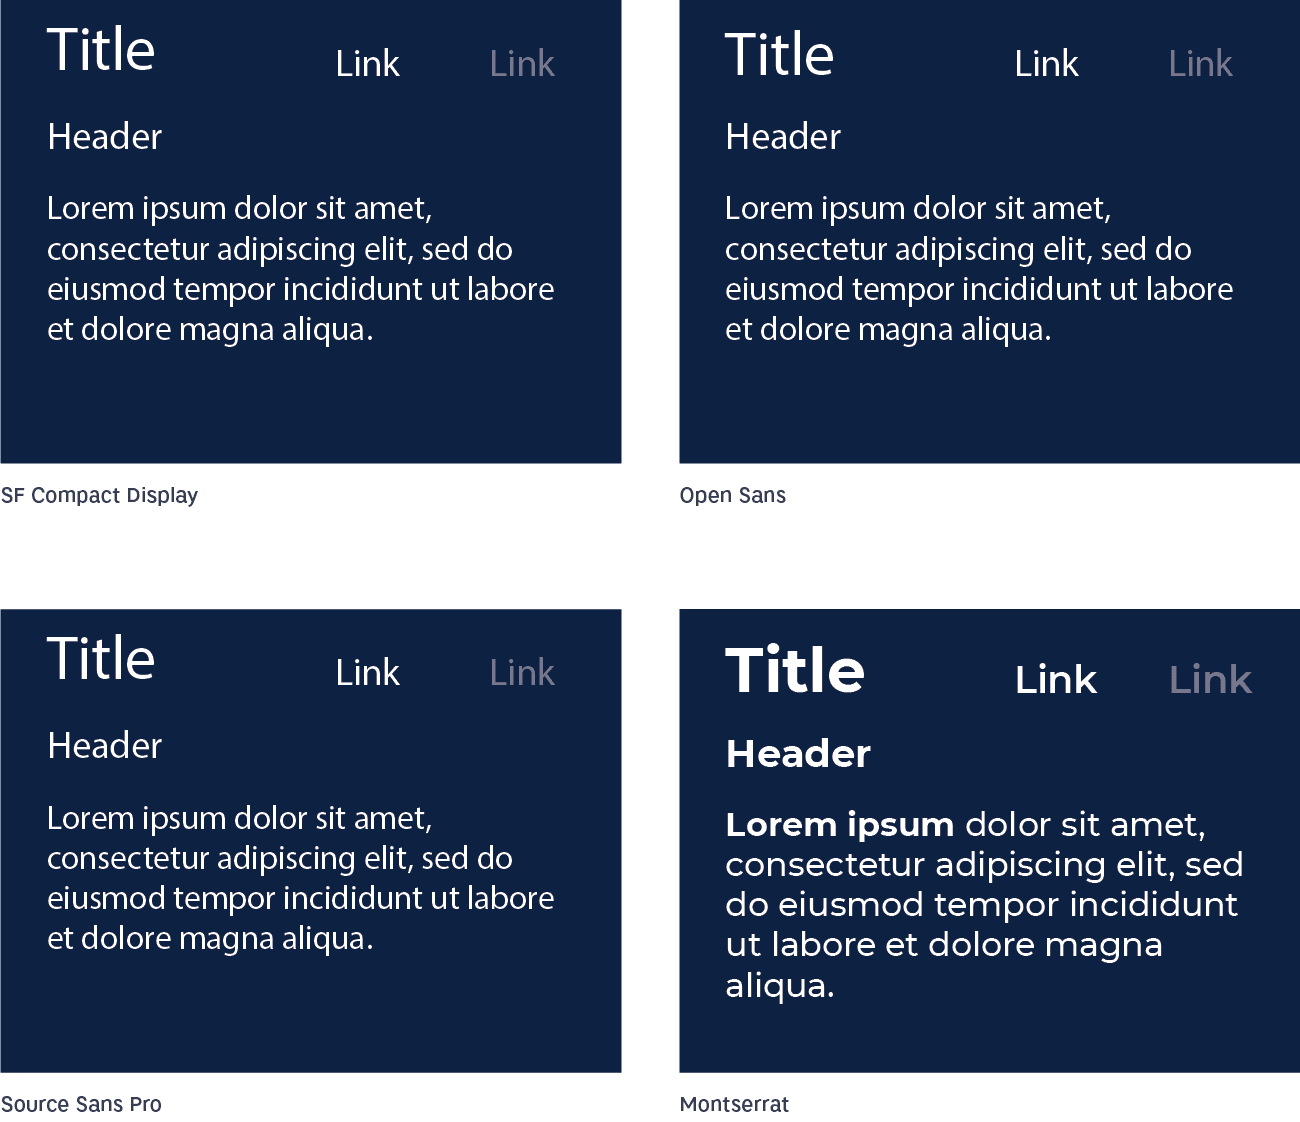 Title
Link
Link
Header
Lorem ipsum dolor sit amet,
consectetur adipiscing elit, sed do
eiusmod tempor incididunt ut labore
et dolore magna aliqua.
SF Compact Display
Title
Link
Link
Header
Lorem ipsum dolor sit amet,
consectetur adipiscing elit, sed do
eiusmod tempor incididunt ut labore
et dolore magna aliqua.
Open Sans
Title
Link
Link
Header
Lorem ipsum dolor sit amet,
consectetur adipiscing elit, sed do
eiusmod tempor incididunt ut labore
et dolore magna aliqua.
Source Sans Pro
Title
Link
Link
Header
Lorem ipsum dolor sit amet,
consectetur adipiscing elit, sed
do eiusmod tempor incididunt
ut labore et dolore magna
aliqua.
Montserrat